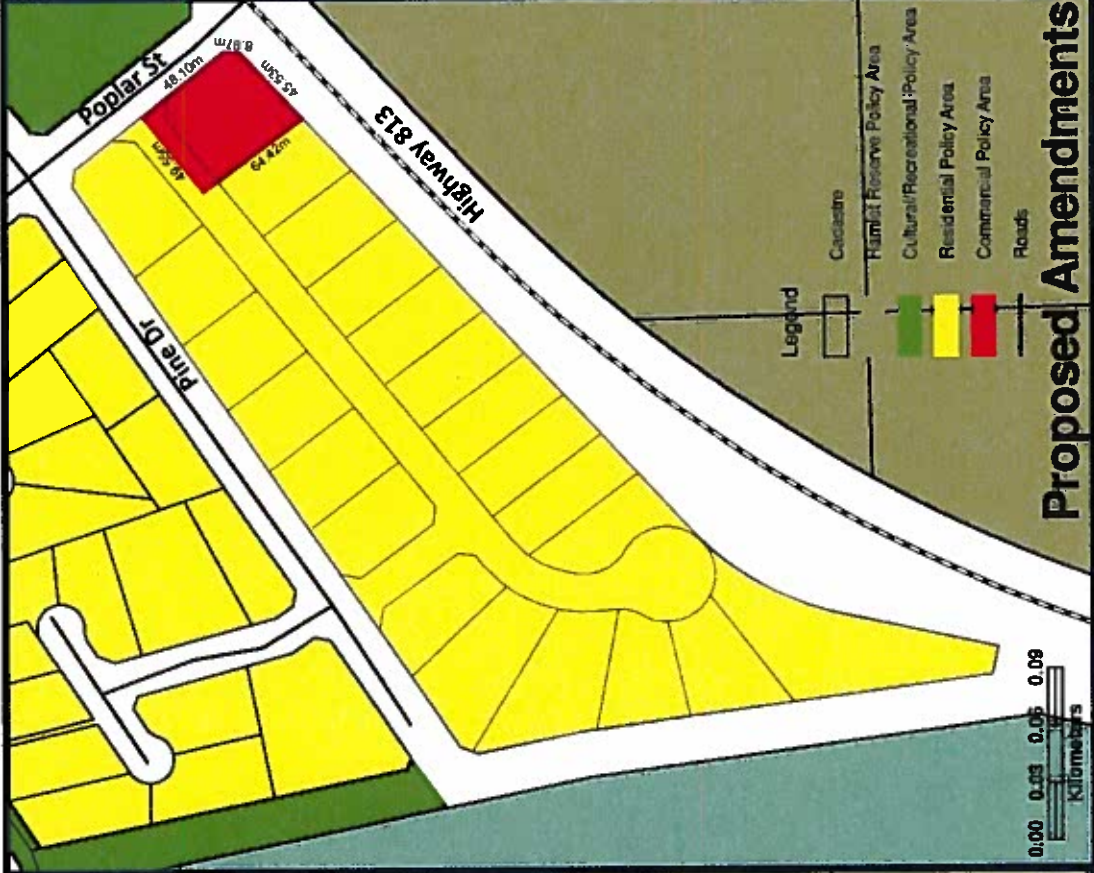 Poplar St
48.10m
8.97m
45.53m
64.42m
Highway 813
Pine Dr
Legend
Cadastre
Hamlet Reserve Policy Area
Cultural/Recreational Policy Area
Residential Policy Area
Commercial Policy Area
Roads
0.00 0.03 0.06 0.09
Kilometers
Proposed Amendments